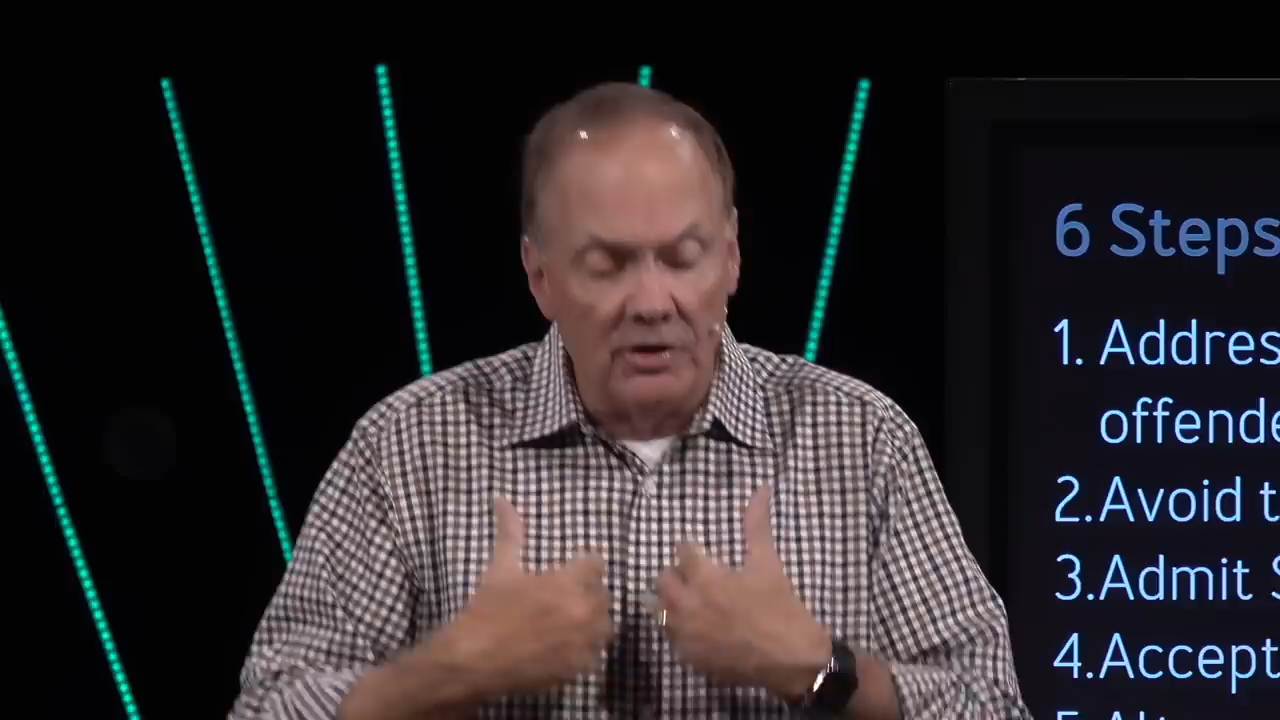 6 Steps
1. Addres
offende
2. Avoid t
3. Admit S
4. Accept